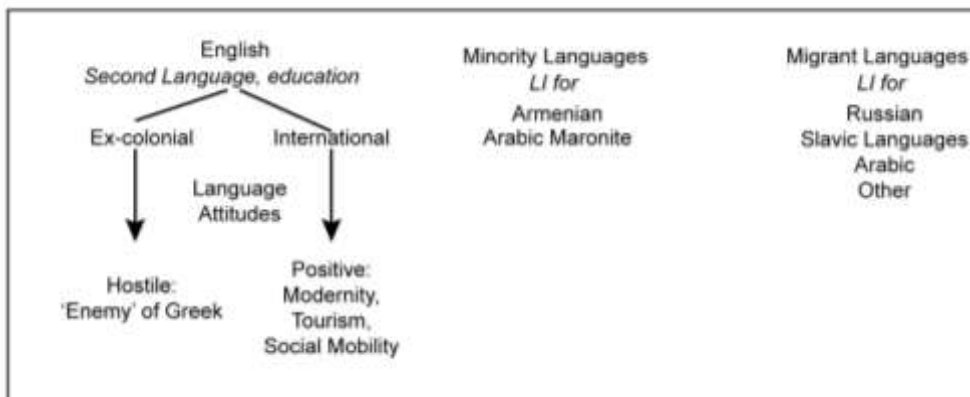 English
Second Language, education
Ex-colonial
International
Language
Attitudes
Hostile:
‘Enemy’ of Greek
Positive:
Modernity,
Tourism,
Social Mobility
Minority Languages
LI for
Armenian
Arabic Maronite
Migrant Languages
LI for
Russian
Slavic Languages
Arabic
Other